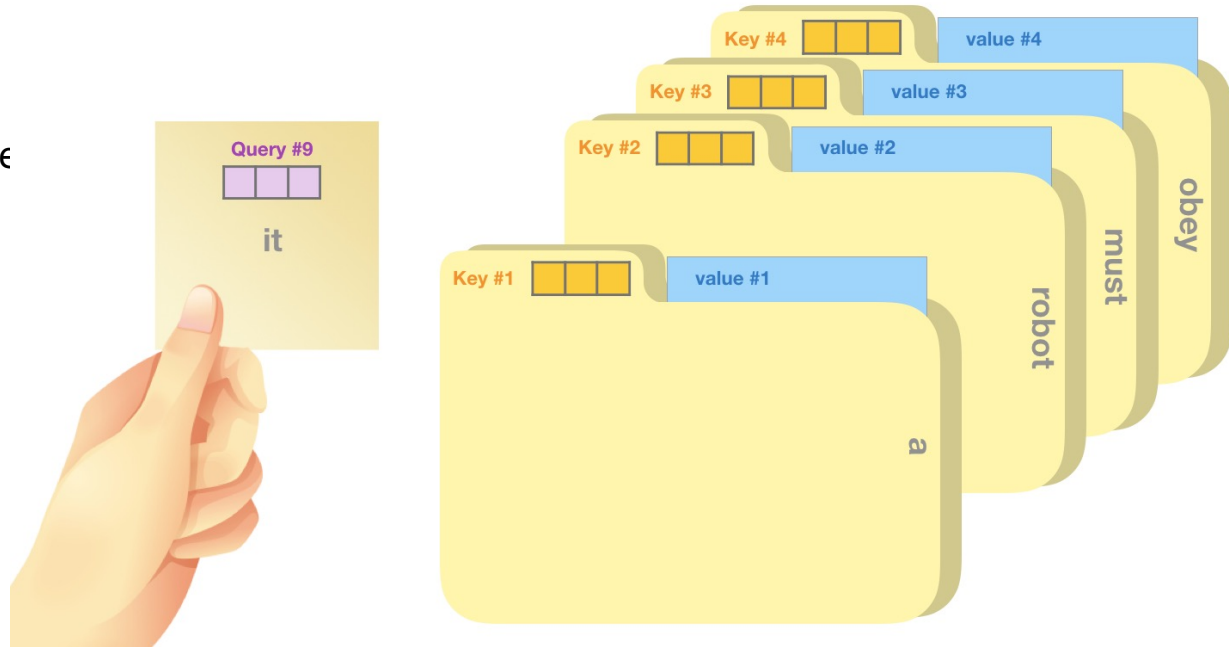 e
Query #9
it
Key #4
value #4
Key #3
value #3
Key #2
value #2
Key #1
value #1
obey
must
robot
a